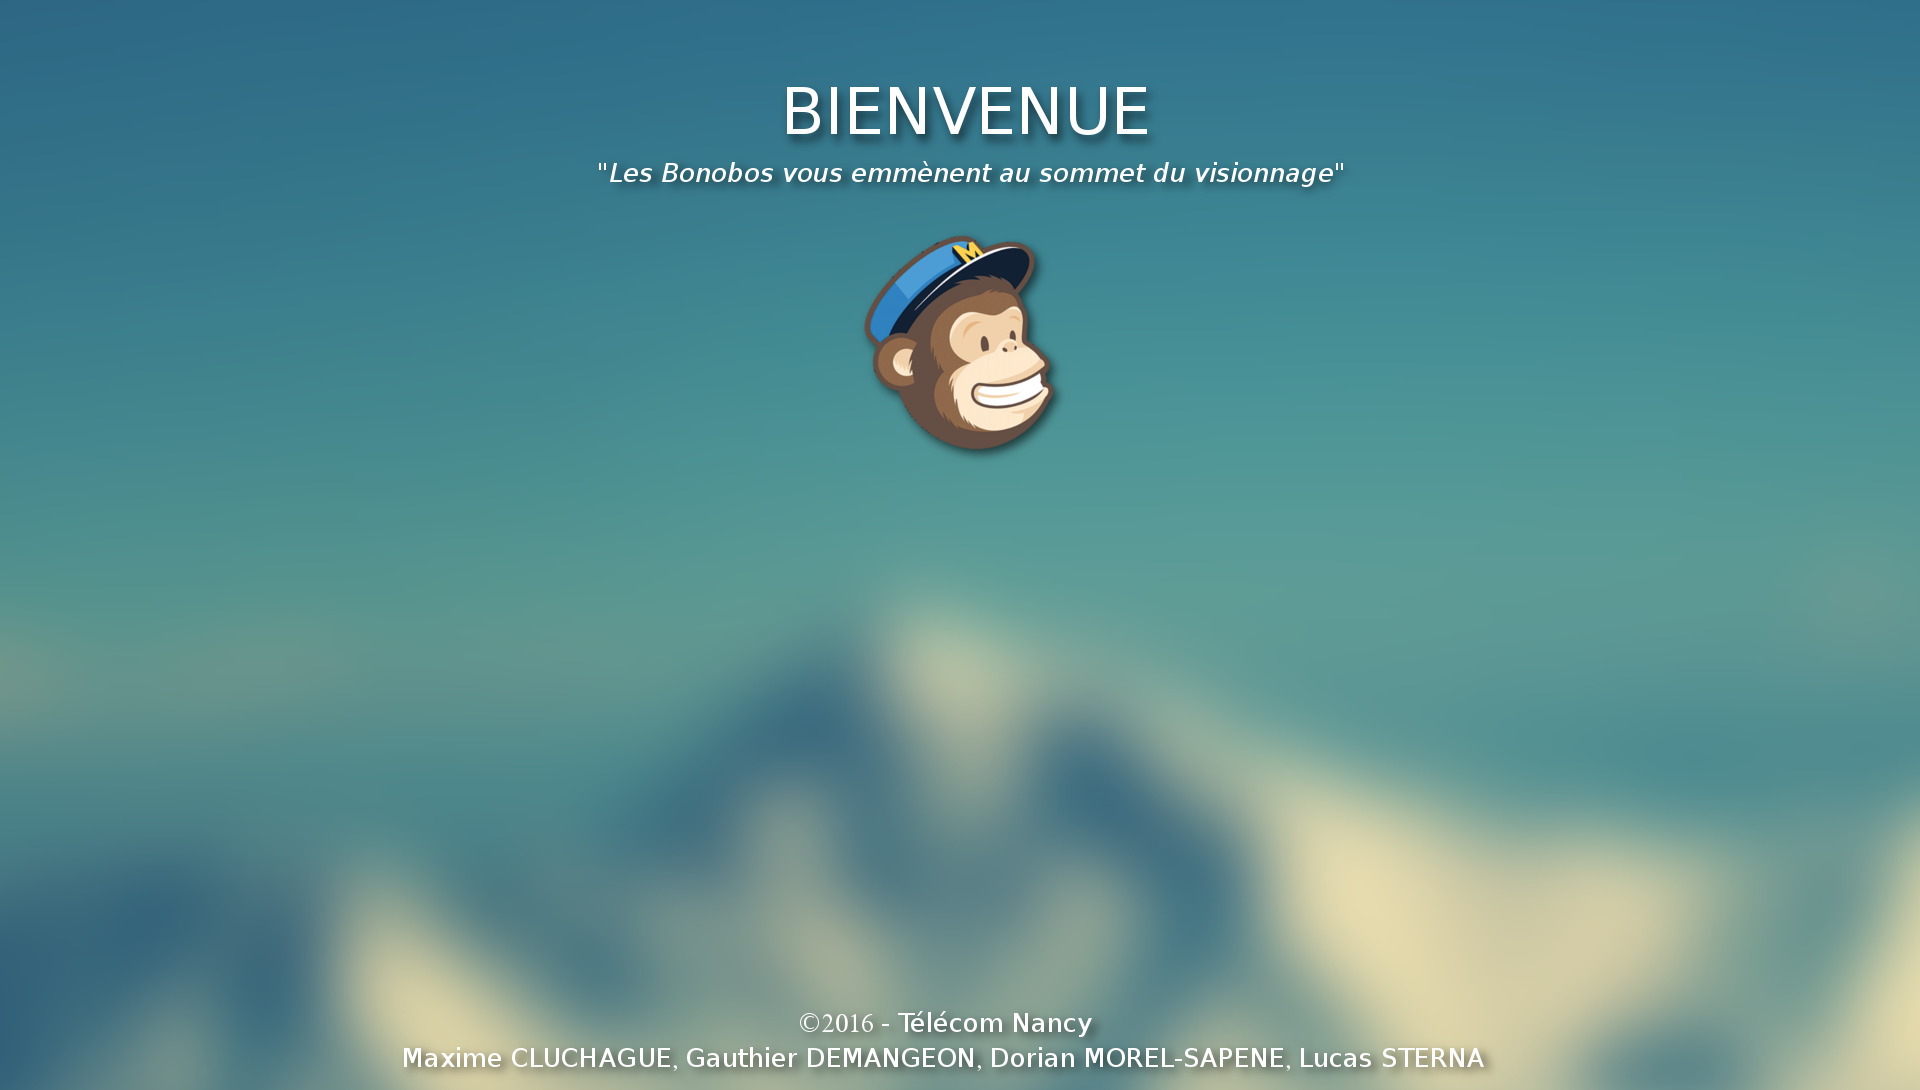 BIENVENUE
"Les Bonobos vous emmènent au sommet du visionnage"
M
©2016 - Télécom Nancy
Maxime CLUCHAGUE, Gauthier DEMANGEON, Dorian MOREL-SAPENE, Lucas STERNA